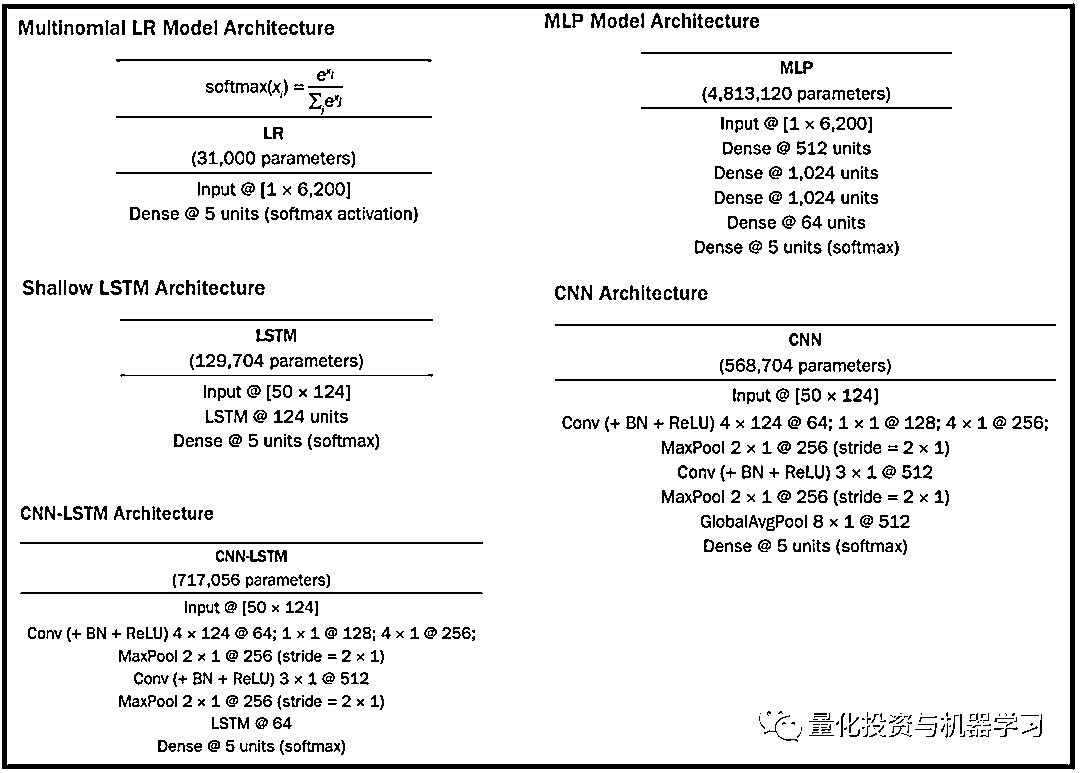 Multinomial LR Model Architecture
softmax(x_i) = e^{x_i} / ∑_j e^{x_j}
LR
(31,000 parameters)
Input @ [1 × 6,200]
Dense @ 5 units (softmax activation)
MLP Model Architecture
MLP
(4,813,120 parameters)
Input @ [1 × 6,200]
Dense @ 512 units
Dense @ 1,024 units
Dense @ 1,024 units
Dense @ 64 units
Dense @ 5 units (softmax)
Shallow LSTM Architecture
LSTM
(129,704 parameters)
Input @ [50 × 124]
LSTM @ 124 units
Dense @ 5 units (softmax)
CNN Architecture
CNN
(568,704 parameters)
Input @ [50 × 124]
Conv (+ BN + ReLU) 4 × 124 @ 64; 1 × 1 @ 128; 4 × 1 @ 256;
MaxPool 2 × 1 @ 256 (stride = 2 × 1)
Conv (+ BN + ReLU) 3 × 1 @ 512
MaxPool 2 × 1 @ 256 (stride = 2 × 1)
GlobalAvgPool 8 × 1 @ 512
Dense @ 5 units (softmax)
CNN-LSTM Architecture
CNN-LSTM
(717,056 parameters)
Input @ [50 × 124]
Conv (+ BN + ReLU) 4 × 124 @ 64; 1 × 1 @ 128; 4 × 1 @ 256;
MaxPool 2 × 1 @ 256 (stride = 2 × 1)
Conv (+ BN + ReLU) 3 × 1 @ 512
MaxPool 2 × 1 @ 256 (stride = 2 × 1)
LSTM @ 64
Dense @ 5 units (softmax)
量化投资与机器学习